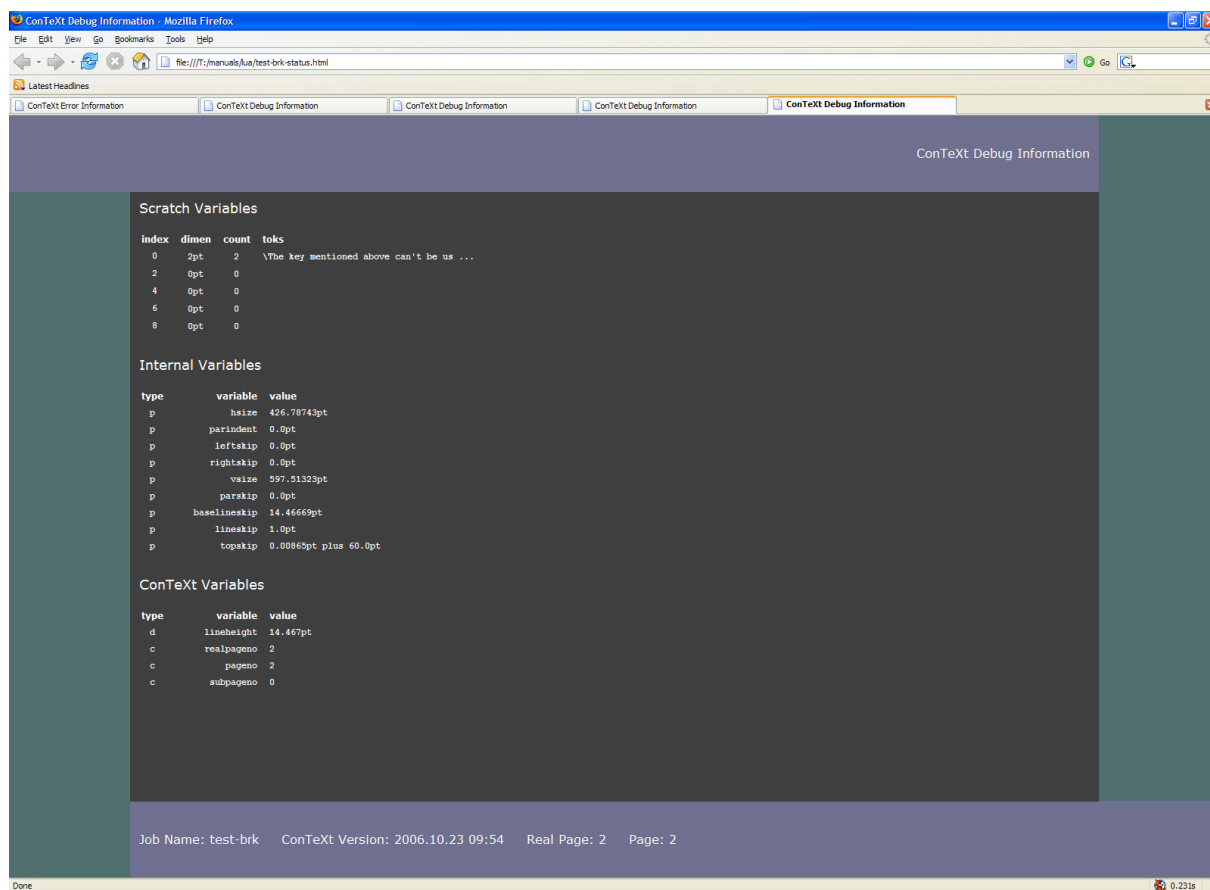 ConTeXt Debug Information - Mozilla Firefox
File Edit View Go Bookmarks Tools Help
file:///T:/manuals/lua/test-brk-status.html Go G
Latest Headlines
ConTeXt Error Information ConTeXt Debug Information ConTeXt Debug Information ConTeXt Debug Information ConTeXt Debug Information
ConTeXt Debug Information
Scratch Variables
index dimen count toks
0 2pt 2 \The key mentioned above can't be us ...
2 0pt 0
4 0pt 0
6 0pt 0
8 0pt 0
Internal Variables
type variable value
p hsize 426.78743pt
p parindent 0.0pt
p leftskip 0.0pt
p rightskip 0.0pt
p vsize 597.51323pt
p parskip 0.0pt
p baselineskip 14.46669pt
p lineskip 1.0pt
p topskip 0.00865pt plus 60.0pt
ConTeXt Variables
type variable value
d lineheight 14.467pt
c realpageno 2
c pageno 2
c subpageno 0
Job Name: test-brk ConTeXt Version: 2006.10.23 09:54 Real Page: 2 Page: 2
Done 0.231s